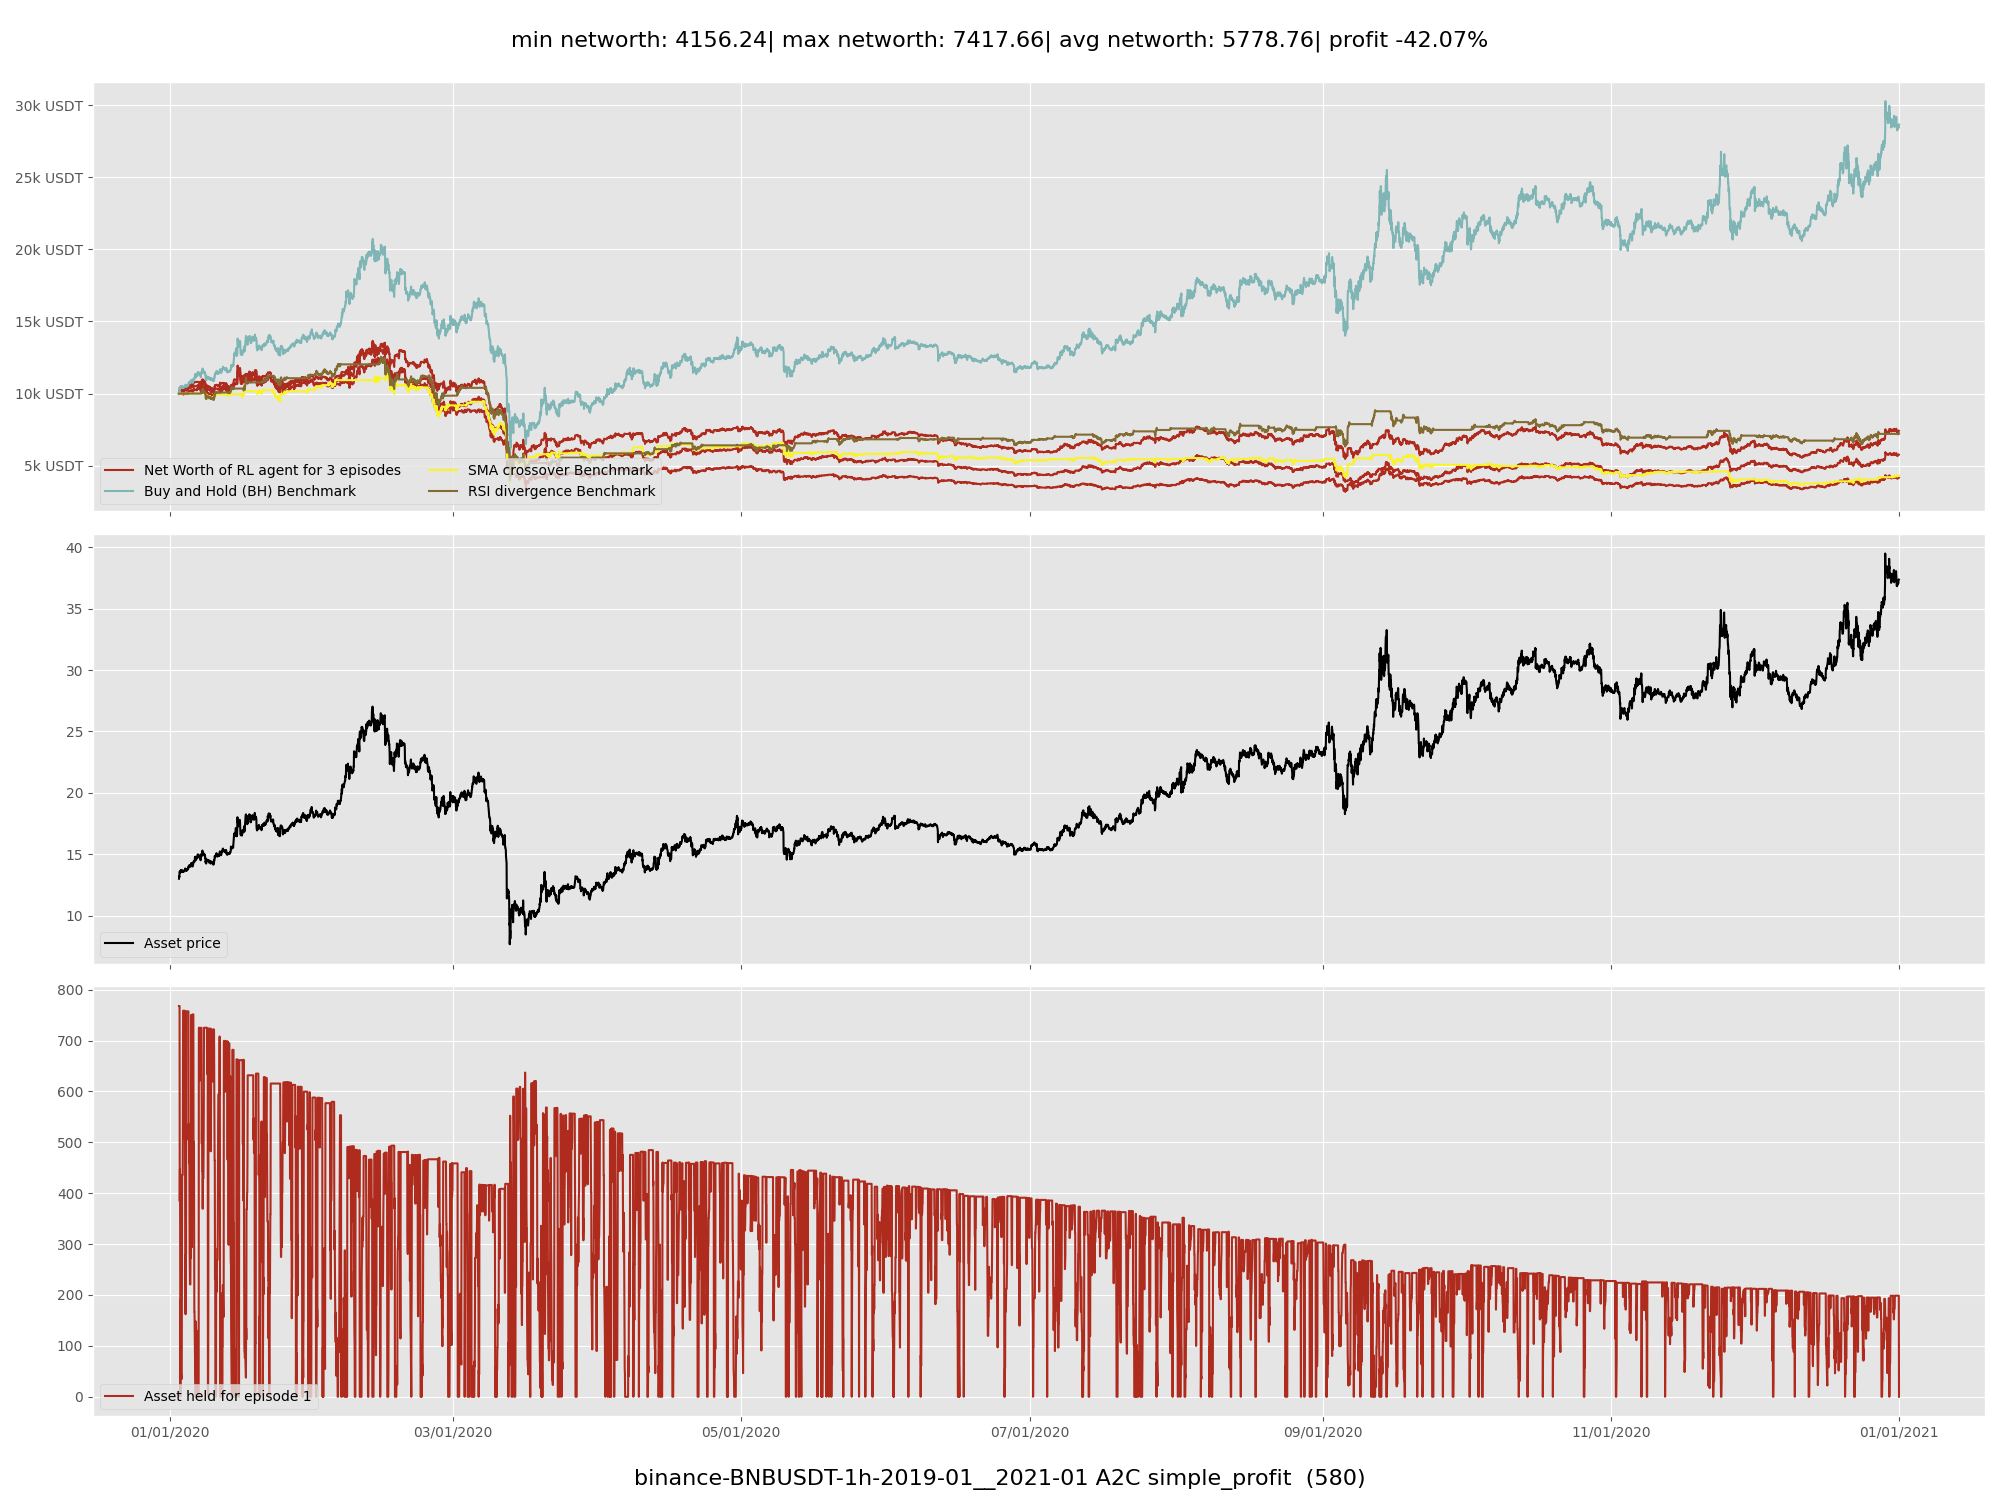 min networth: 4156.24| max networth: 7417.66| avg networth: 5778.76| profit -42.07%
30k USDT
25k USDT
20k USDT
15k USDT
10k USDT
5k USDT
Net Worth of RL agent for 3 episodes
Buy and Hold (BH) Benchmark
SMA crossover Benchmark
RSI divergence Benchmark
40
35
30
25
20
15
10
Asset price
800
700
600
500
400
300
200
100
0
Asset held for episode 1
01/01/2020 03/01/2020 05/01/2020 07/01/2020 09/01/2020 11/01/2020 01/01/2021
binance-BNBUSDT-1h-2019-01__2021-01 A2C simple_profit (580)